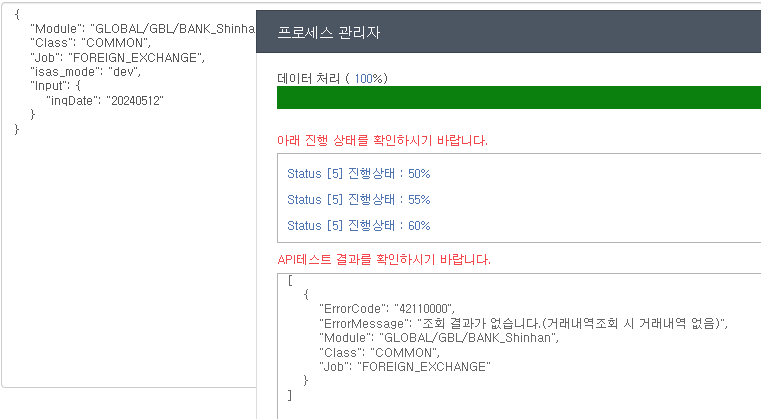 {
"Module": "GLOBAL/GBL/BANK_Shinha
"Class": "COMMON",
"Job": "FOREIGN_EXCHANGE",
"isas_mode": "dev",
"Input": {
"inqDate": "20240512"
}
}
프로세스 관리자
데이터 처리 ( 100%)
아래 진행 상태를 확인하시기 바랍니다.
Status [5] 진행상태 : 50%
Status [5] 진행상태 : 55%
Status [5] 진행상태 : 60%
API테스트 결과를 확인하시기 바랍니다.
[
{
"ErrorCode": "42110000",
"ErrorMessage": "조회 결과가 없습니다.(거래내역조회 시 거래내역 없음)",
"Module": "GLOBAL/GBL/BANK_Shinhan",
"Class": "COMMON",
"Job": "FOREIGN_EXCHANGE"
}
]